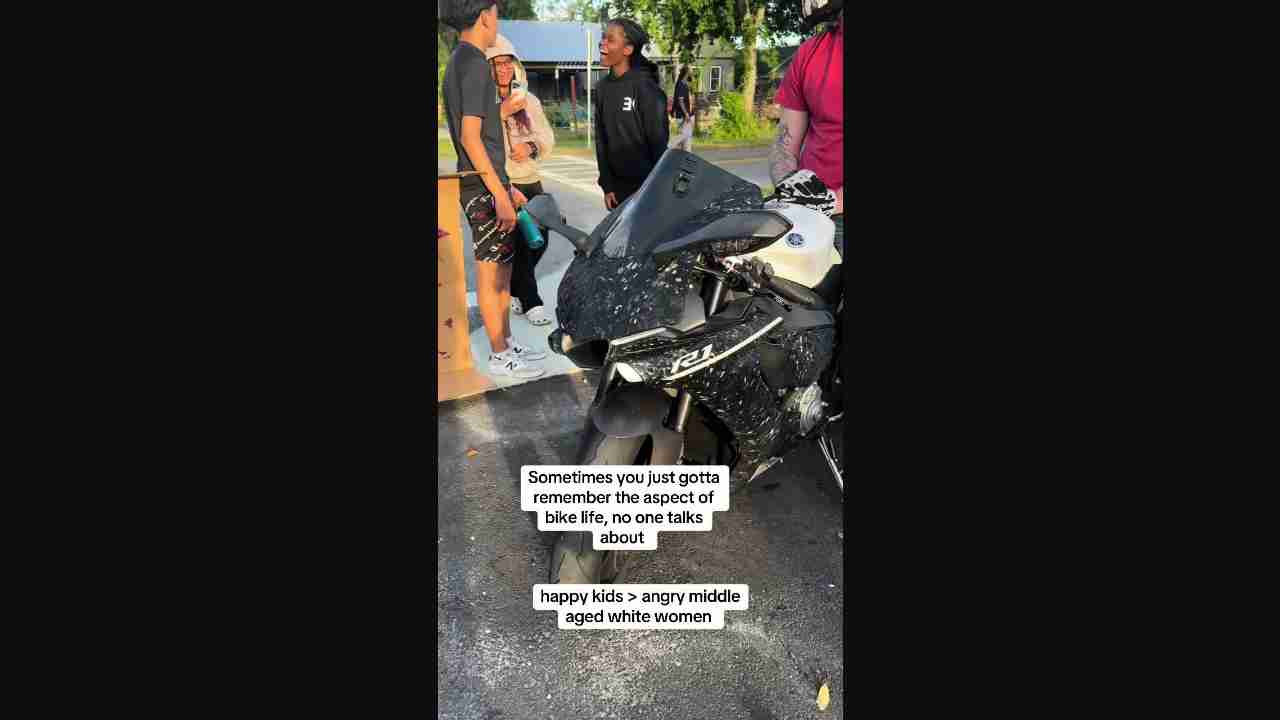 3
R1
Sometimes you just gotta
remember the aspect of
bike life, no one talks
about
happy kids > angry middle
aged white women